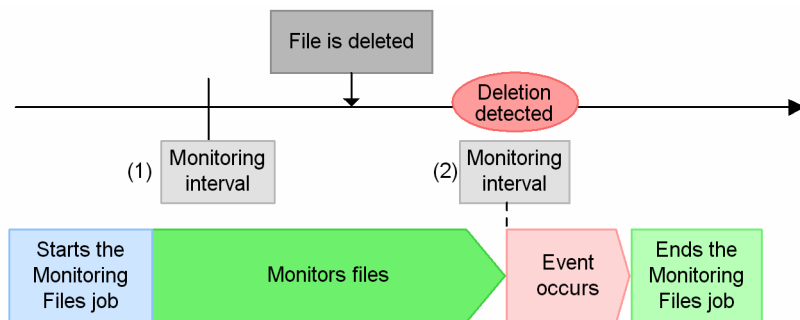 File is deleted
Deletion
detected
(1)
Monitoring
interval
(2)
Monitoring
interval
Starts the
Monitoring
Files job
Monitors files
Event
occurs
Ends the
Monitoring
Files job